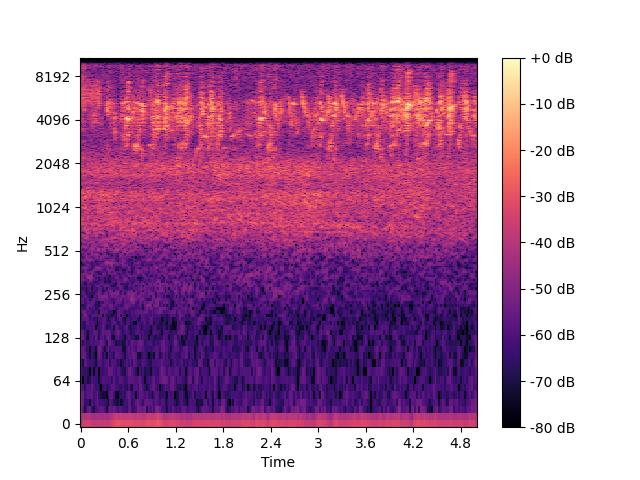 +0 dB
8192
-10 dB
4096
-20 dB
2048
-30 dB
1024
-40 dB
Hz
512
-50 dB
256
-60 dB
128
-70 dB
64
0
-80 dB
0 0.6 1.2 1.8 2.4 3 3.6 4.2 4.8
Time